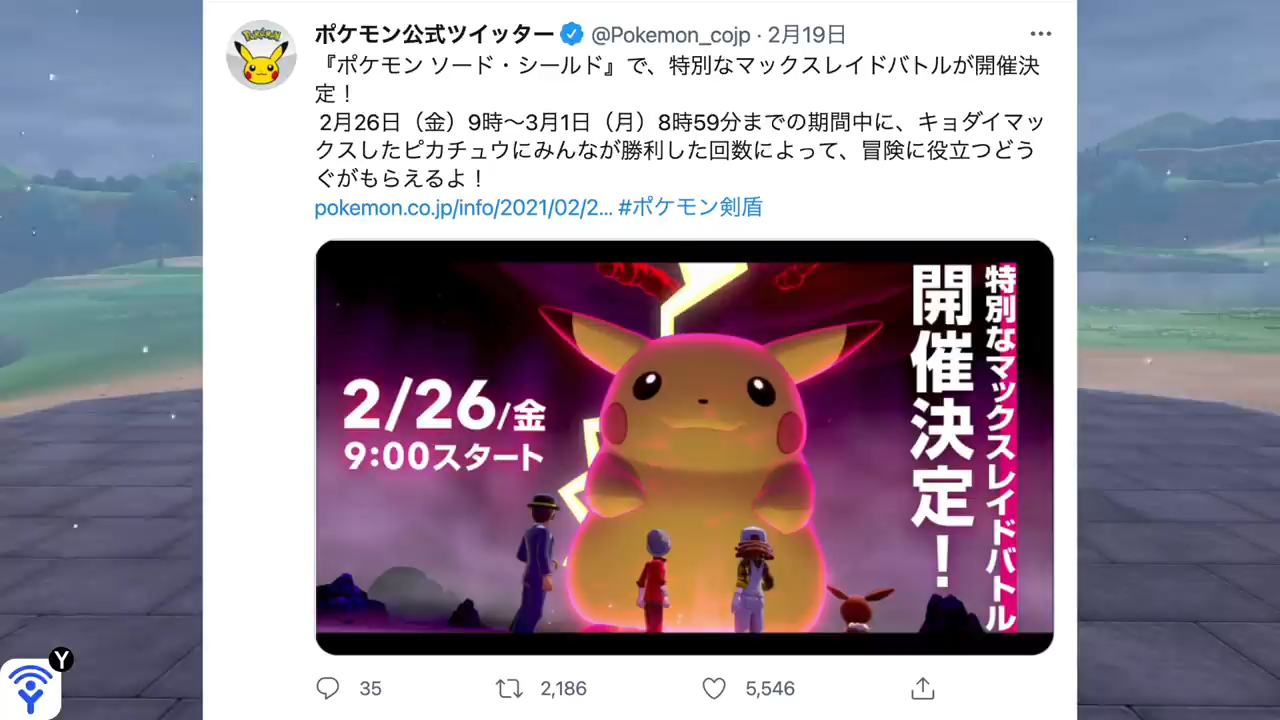 ポケモン公式ツイッター @Pokemon_cojp · 2月19日
『ポケモン ソード・シールド』で、特別なマックスレイドバトルが開催決
定！
2月26日（金）9時〜3月1日（月）8時59分までの期間中に、キョダイマッ
クスしたピカチュウにみんなが勝利した回数によって、冒険に役立つどう
ぐがもらえるよ！
pokemon.co.jp/info/2021/02/2... #ポケモン剣盾
特別なマックスレイドバトル
開催決定！
2/26/金
9:00スタート
35 2,186 5,546
Y